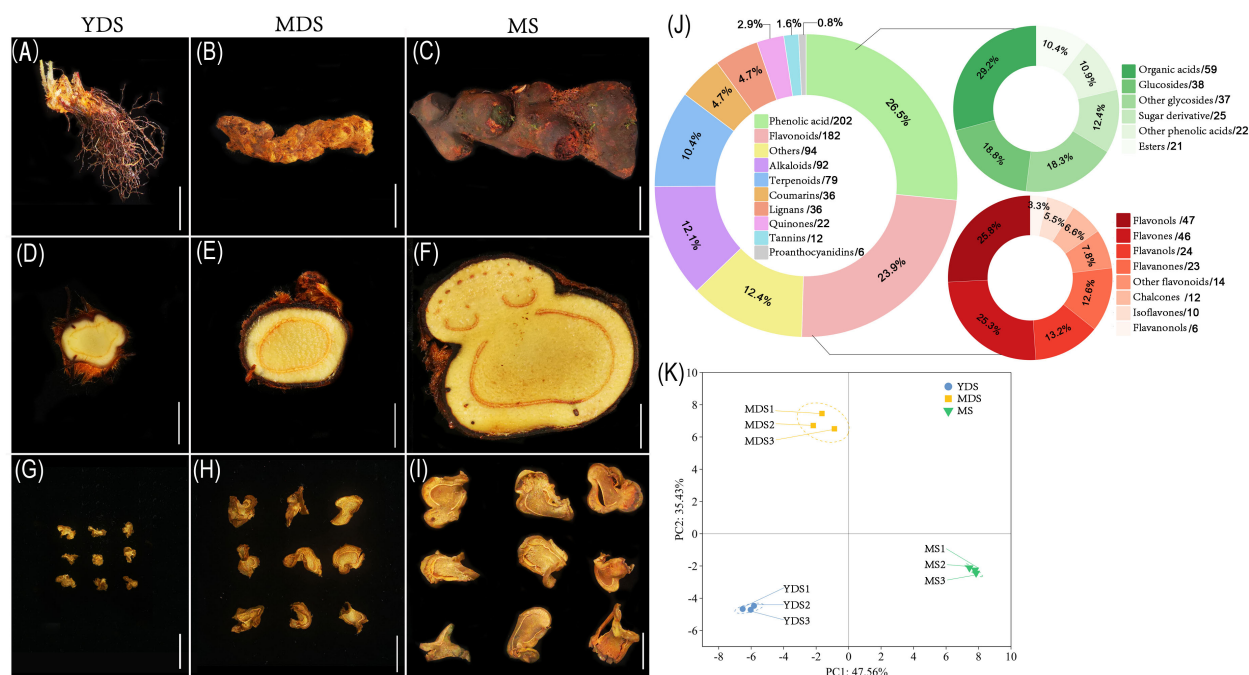 YDS
MDS
MS
(A)
(B)
(C)
(D)
(E)
(F)
(G)
(H)
(I)
(J)
2.9%
1.6%
0.8%
4.7%
4.7%
26.5%
10.4%
12.1%
12.4%
23.9%
Phenolic acid/202
Flavonoids/182
Others/94
Alkaloids/92
Terpenoids/79
Coumarins/36
Lignans/36
Quinones/22
Tannins/12
Proanthocyanidins/6
29.2%
10.4%
10.9%
12.4%
18.3%
18.8%
Organic acids/59
Glucosides/38
Other glycosides/37
Sugar derivative/25
Other phenolic acids/22
Esters/21
3.3%
5.5%
6.6%
7.8%
12.6%
13.2%
25.3%
25.8%
Flavonols/47
Flavones/46
Flavanols/24
Flavanones/23
Other flavonoids/14
Chalcones /12
Isoflavones/10
Flavanonols/6
(K)
10
8
6
4
2
0
-2
-4
-6
PC2: 35.43%
YDS
MDS
MS
MDS1
MDS2
MDS3
MS1
MS2
MS3
YDS1
YDS2
YDS3
-8
-6
-4
-2
0
2
4
6
8
10
PC1: 47.56%